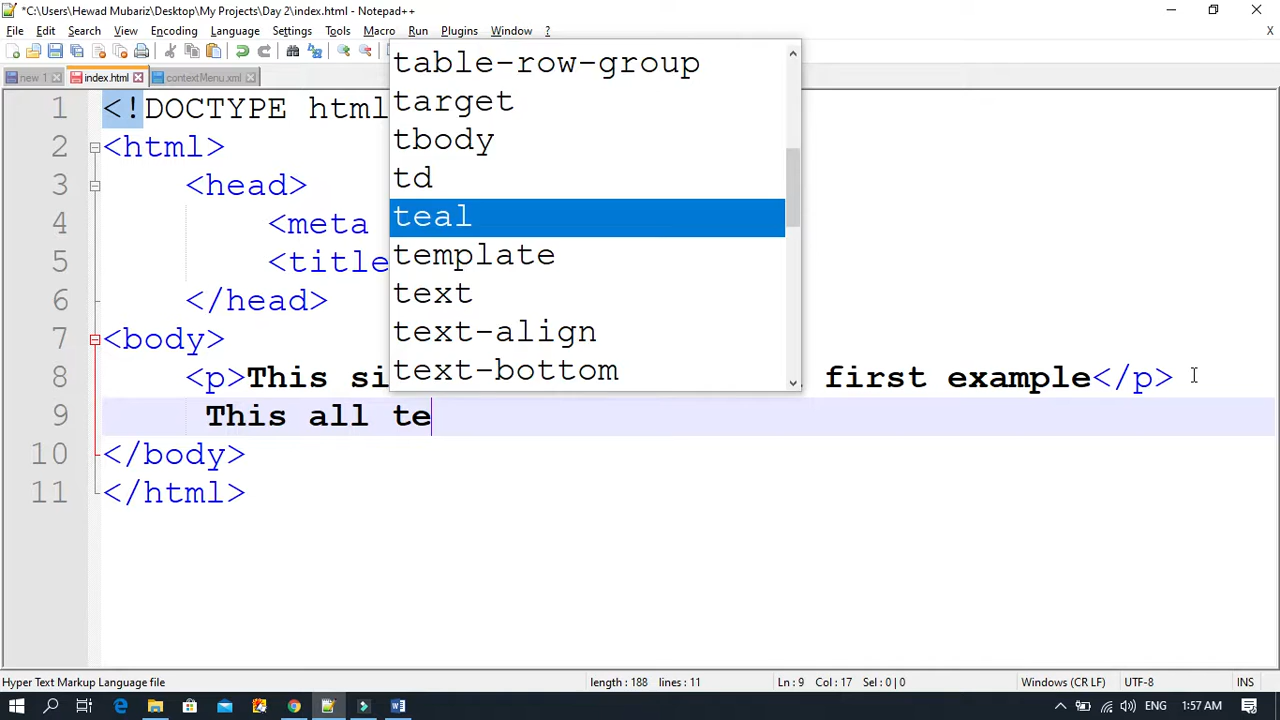 *C:\Users\Hewad Mubariz\Desktop\My Projects\Day 2\index.html - Notepad++
File Edit Search View Encoding Language Settings Tools Macro Run Plugins Window ?
X
new 1 index.html contextMenu.xml
1 <!DOCTYPE html
2 <html>
3 <head>
4 <meta
5 <title
6 </head>
7 <body>
8 <p>This si first example</p>
9 This all te
10 </body>
11 </html>
table-row-group
target
tbody
td
teal
template
text
text-align
text-bottom
Hyper Text Markup Language file length : 188 lines : 11 Ln : 9 Col : 17 Sel : 0 | 0 Windows (CR LF) UTF-8 INS
ENG 1:57 AM